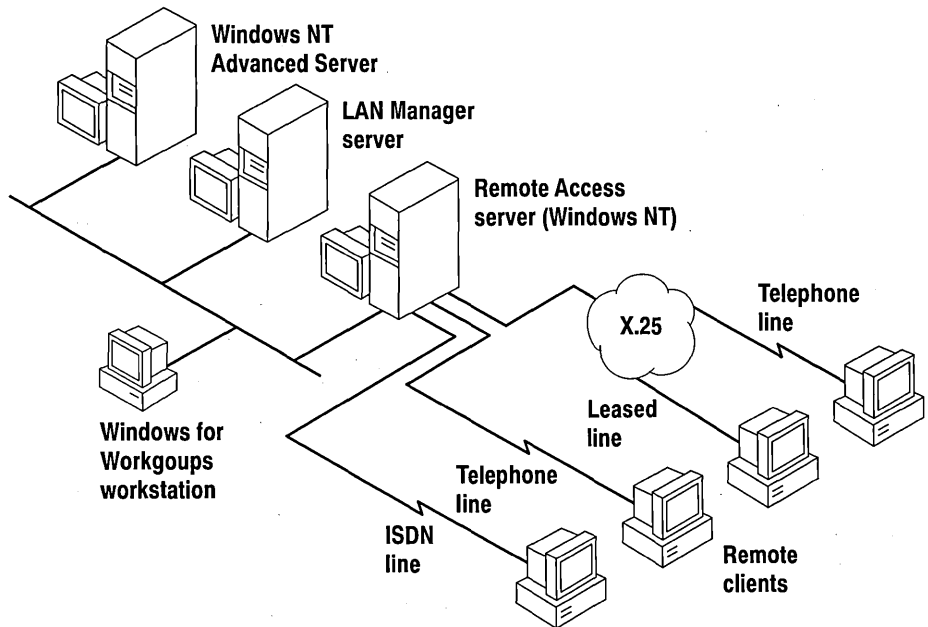 Windows NT
Advanced Server
LAN Manager
server
Remote Access
server (Windows NT)
X.25
Telephone
line
Leased
line
Windows for
Workgoups
workstation
Telephone
line
ISDN
line
Remote
clients